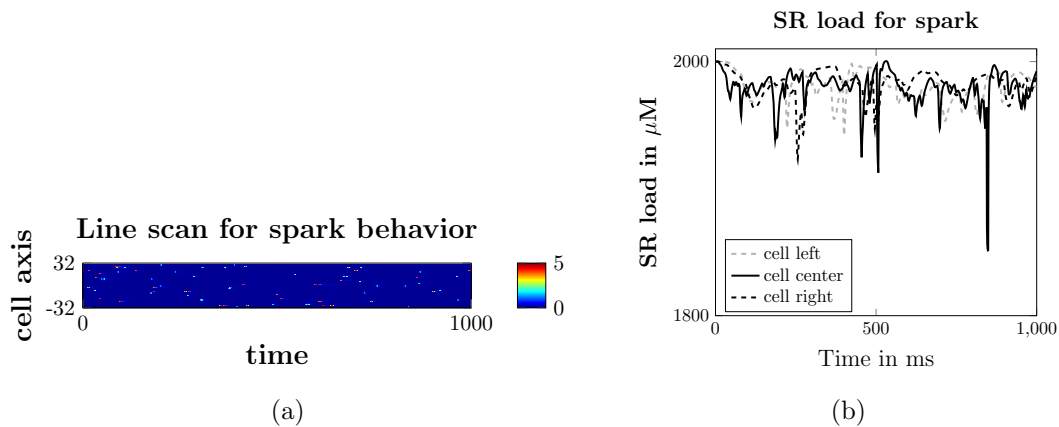 Line scan for spark behavior
cell axis
32
-32
0
1000
time
5
0
(a)
SR load for spark
SR load in μM
2000
1800
cell left
cell center
cell right
0
500
1,000
Time in ms
(b)